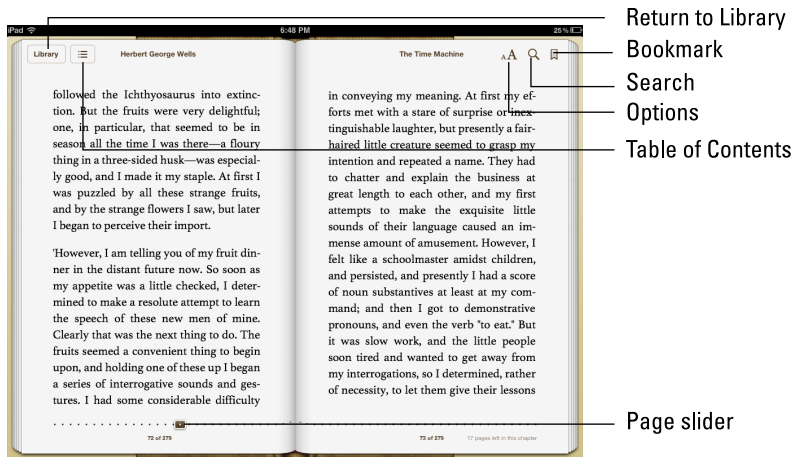 iPad 6:48 PM 25%
Return to Library
Library Herbert George Wells The Time Machine AA
Bookmark
Search
Options
Table of Contents
followed the Ichthyosaurus into extinc-
tion. But the fruits were very delightful;
one, in particular, that seemed to be in
season all the time I was there—a floury
thing in a three-sided husk—was especial-
ly good, and I made it my staple. At first I
was puzzled by all these strange fruits,
and by the strange flowers I saw, but later
I began to perceive their import.
'However, I am telling you of my fruit din-
ner in the distant future now. So soon as
my appetite was a little checked, I deter-
mined to make a resolute attempt to learn
the speech of these new men of mine.
Clearly that was the next thing to do. The
fruits seemed a convenient thing to begin
upon, and holding one of these up I began
a series of interrogative sounds and ges-
tures. I had some considerable difficulty
in conveying my meaning. At first my ef-
forts met with a stare of surprise or inex-
tinguishable laughter, but presently a fair-
haired little creature seemed to grasp my
intention and repeated a name. They had
to chatter and explain the business at
great length to each other, and my first
attempts to make the exquisite little
sounds of their language caused an im-
mense amount of amusement. However, I
felt like a schoolmaster amidst children,
and persisted, and presently I had a score
of noun substantives at least at my com-
mand; and then I got to demonstrative
pronouns, and even the verb "to eat." But
it was slow work, and the little people
soon tired and wanted to get away from
my interrogations, so I determined, rather
of necessity, to let them give their lessons
Page slider
72 of 279
73 of 279 17 pages left in this chapter